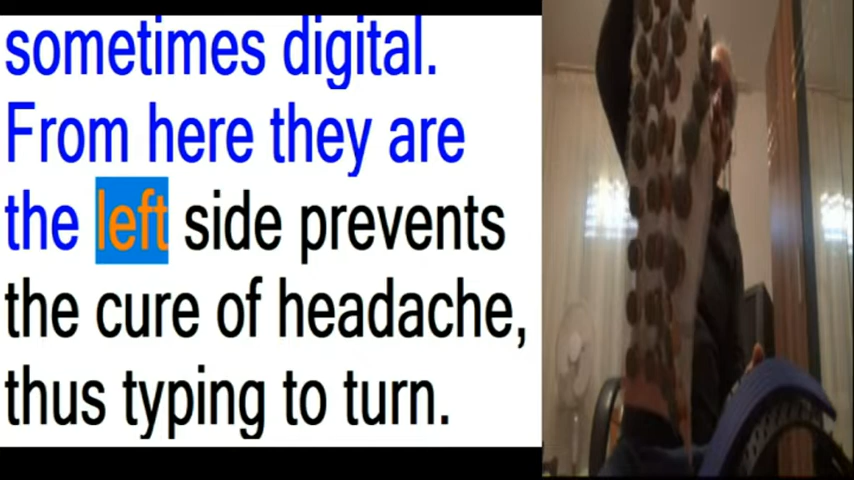 sometimes digital.
From here they are
the left side prevents
the cure of headache,
thus typing to turn.